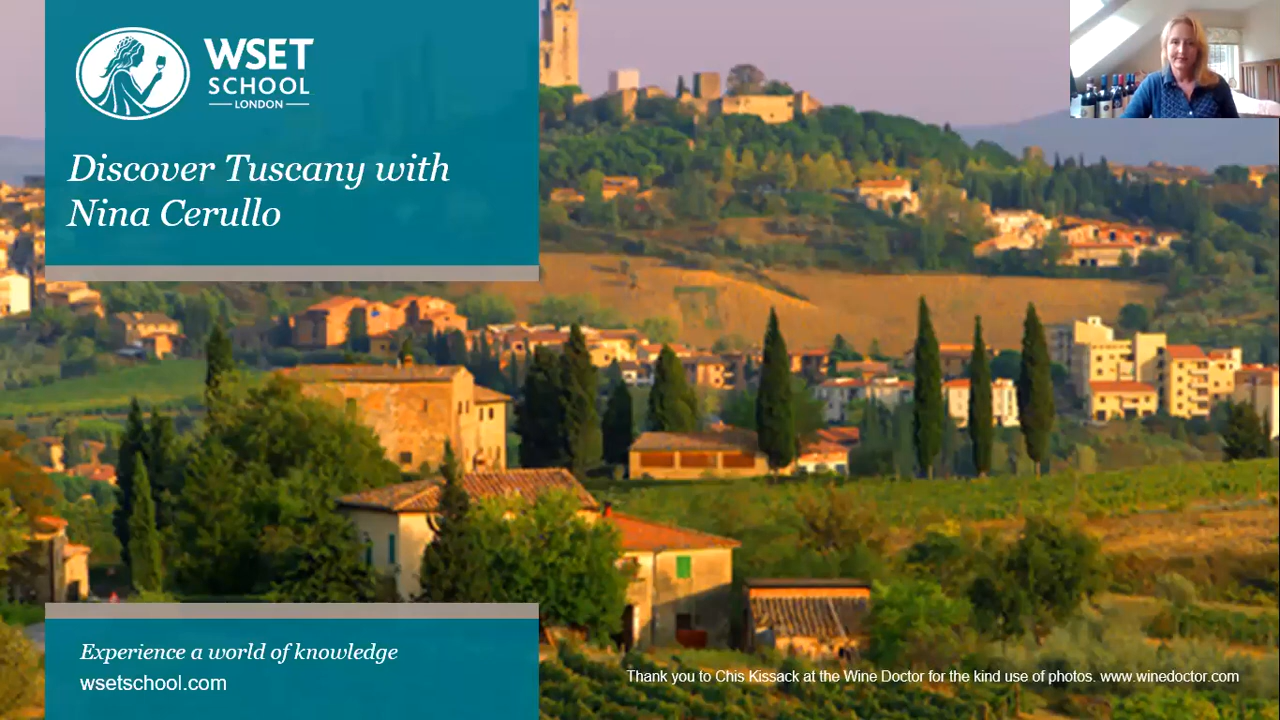 WSET
SCHOOL
LONDON
Discover Tuscany with
Nina Cerullo
Experience a world of knowledge
wsetschool.com
Thank you to Chis Kissack at the Wine Doctor for the kind use of photos. www.winedoctor.com